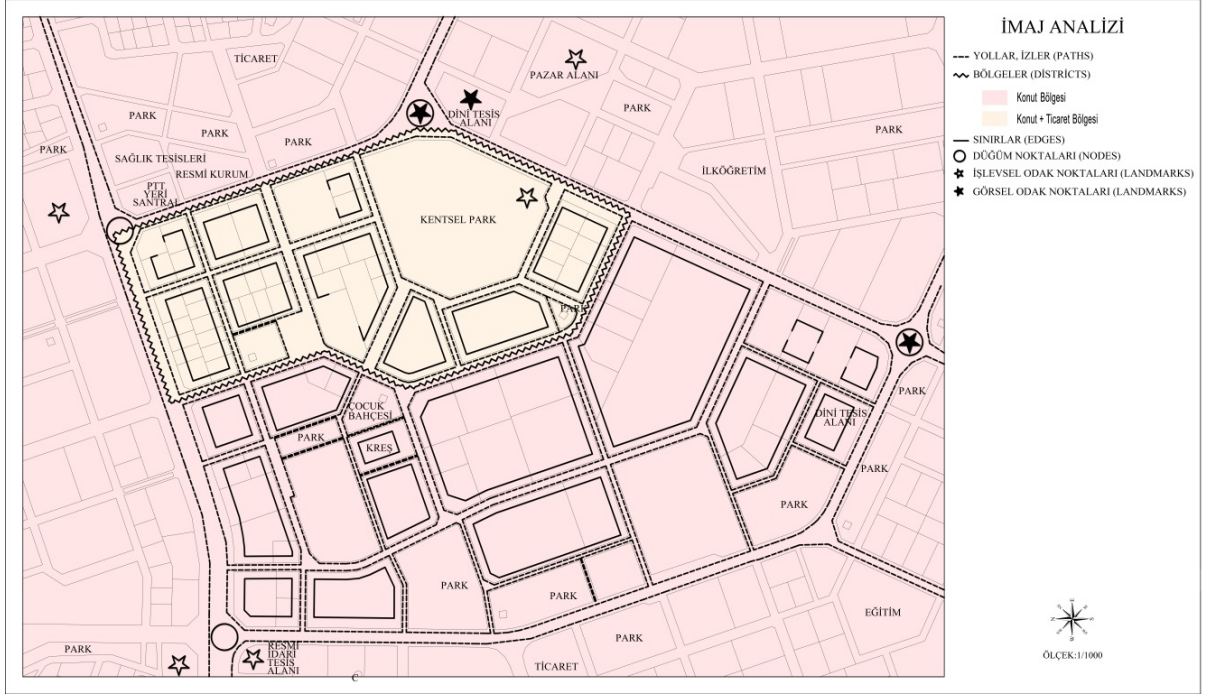 İMAJ ANALİZİ
YOLLAR, İZLER (PATHS)
BÖLGELER (DISTRICTS)
Konut Bölgesi
Konut + Ticaret Bölgesi
SINIRLAR (EDGES)
DÜĞÜM NOKTALARI (NODES)
İŞLEVSEL ODAK NOKTALARI (LANDMARKS)
GÖRSEL ODAK NOKTALARI (LANDMARKS)
TİCARET
PAZAR ALANI
PARK
DİNİ TESİS
ALANI
PARK
PARK
PARK
PARK
PARK
SAĞLIK TESİSLERİ
İLKÖĞRETİM
RESMİ KURUM
PTT
YERİ
SANTRAL
KENTSEL PARK
PARK
PARK
ÇOCUK
BAHÇESİ
DİNİ TESİS
ALANI
PARK
KREŞ
PARK
PARK
PARK
PARK
EĞİTİM
PARK
PARK
RESMİ
İDARİ
TESİS
ALANI
TİCARET
C
ÖLÇEK:1/1000